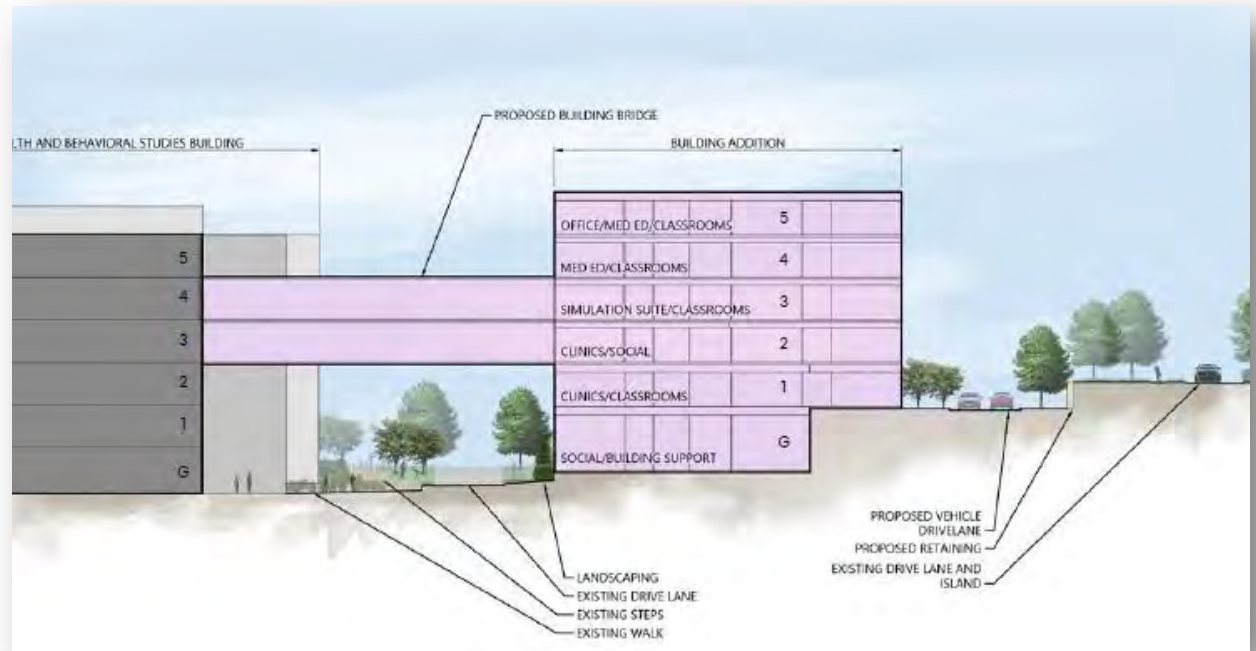 PROPOSED BUILDING BRIDGE
LTH AND BEHAVIORAL STUDIES BUILDING
BUILDING ADDITION
5
4
3
2
1
G
OFFICE/MED ED/CLASSROOMS 5
MED ED/CLASSROOMS 4
SIMULATION SUITE/CLASSROOMS 3
CLINICS/SOCIAL 2
CLINICS/CLASSROOMS 1
SOCIAL/BUILDING SUPPORT G
PROPOSED VEHICLE
DRIVELANE
PROPOSED RETAINING
EXISTING DRIVE LANE AND
ISLAND
LANDSCAPING
EXISTING DRIVE LANE
EXISTING STEPS
EXISTING WALK